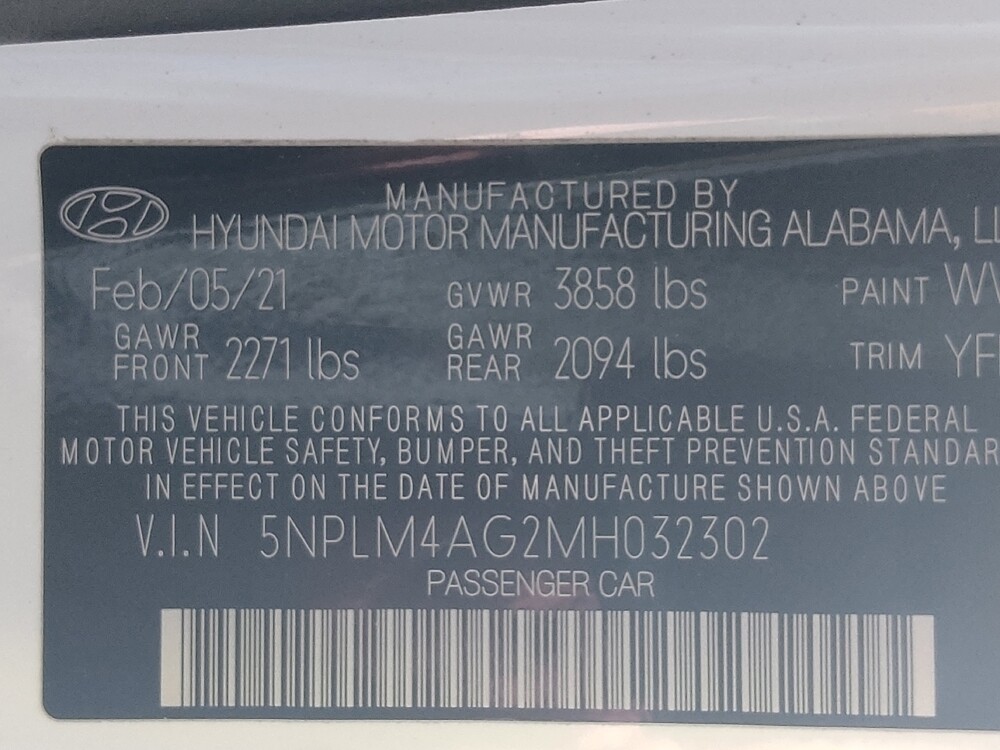 MANUFACTURED BY
HYUNDAI MOTOR MANUFACTURING ALABAMA,
Feb/05/21 GVWR 3858 lbs PAINT
GAWR FRONT 2271 lbs GAWR REAR 2094 lbs TRIM
THIS VEHICLE CONFORMS TO ALL APPLICABLE U.S.A. FEDERAL
MOTOR VEHICLE SAFETY, BUMPER, AND THEFT PREVENTION STANDAR
IN EFFECT ON THE DATE OF MANUFACTURE SHOWN ABOVE
V.I.N 5NPLM4AG2MH032302
PASSENGER CAR